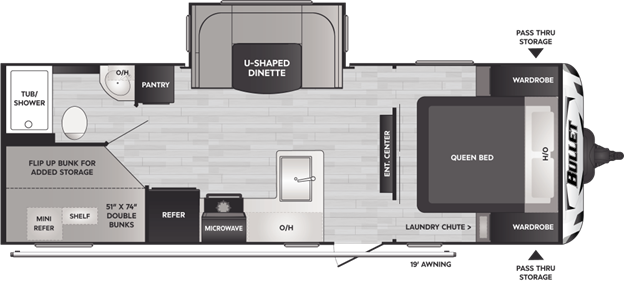 PASS THRU
STORAGE
U-SHAPED
DINETTE
O/H
PANTRY
WARDROBE
TUB/
SHOWER
ENT. CENTER
QUEEN BED
H/O
BULLET
FLIP UP BUNK FOR
ADDED STORAGE
51" X 74"
DOUBLE
BUNKS
MINI
REFER
SHELF
REFER
MICROWAVE
O/H
LAUNDRY CHUTE >
WARDROBE
19' AWNING
PASS THRU
STORAGE